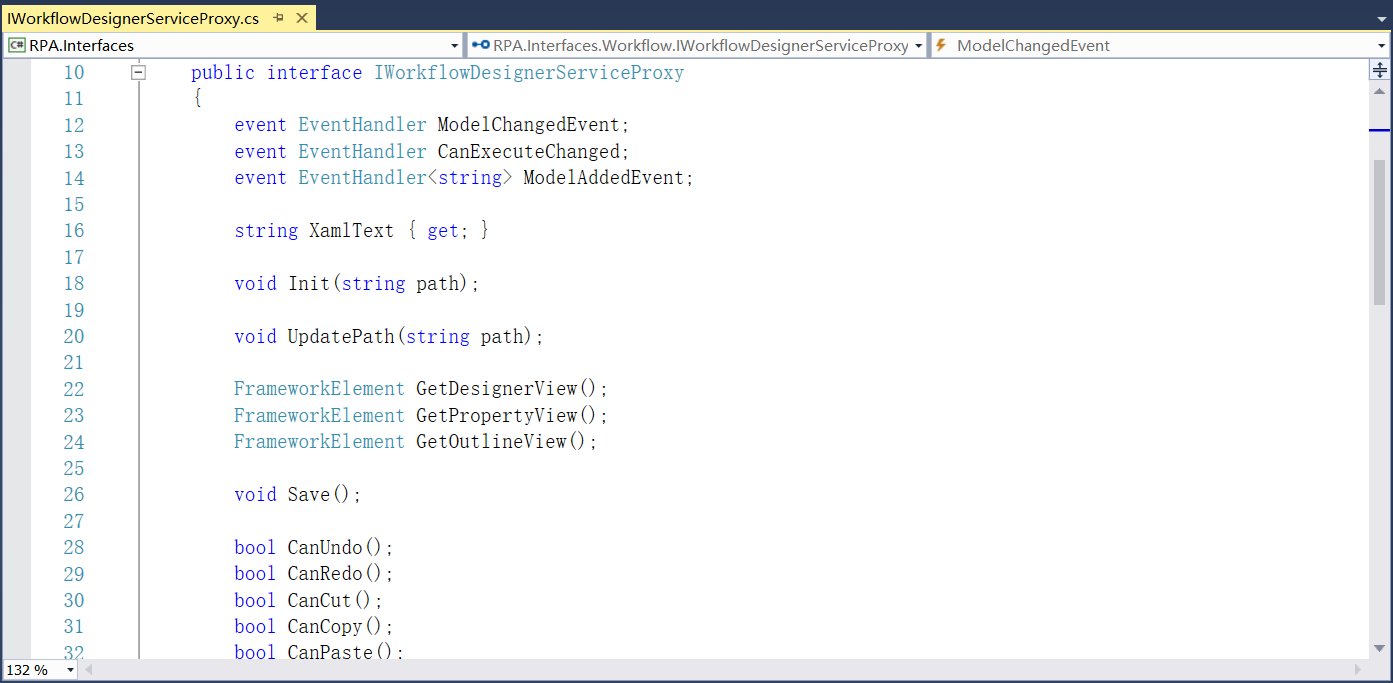 IWorkflowDesignerServiceProxy.cs
C# RPA.Interfaces RPA.Interfaces.Workflow.IWorkflowDesignerServiceProxy ModelChangedEvent
10 public interface IWorkflowDesignerServiceProxy
11 {
12 event EventHandler ModelChangedEvent;
13 event EventHandler CanExecuteChanged;
14 event EventHandler<string> ModelAddedEvent;
15
16 string XamlText { get; }
17
18 void Init(string path);
19
20 void UpdatePath(string path);
21
22 FrameworkElement GetDesignerView();
23 FrameworkElement GetPropertyView();
24 FrameworkElement GetOutlineView();
25
26 void Save();
27
28 bool CanUndo();
29 bool CanRedo();
30 bool CanCut();
31 bool CanCopy();
32 bool CanPaste();
132 %